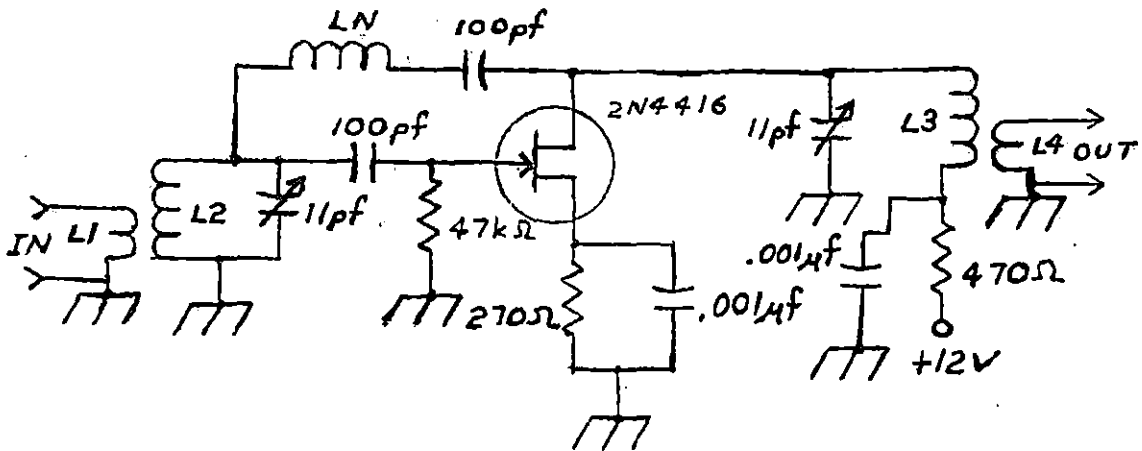 LN
100pf
2N4416
100pf
11pf
L3
L4 OUT
L2
11pf
47kΩ
IN L1
.001µf
470Ω
270Ω
.001µf
+12V